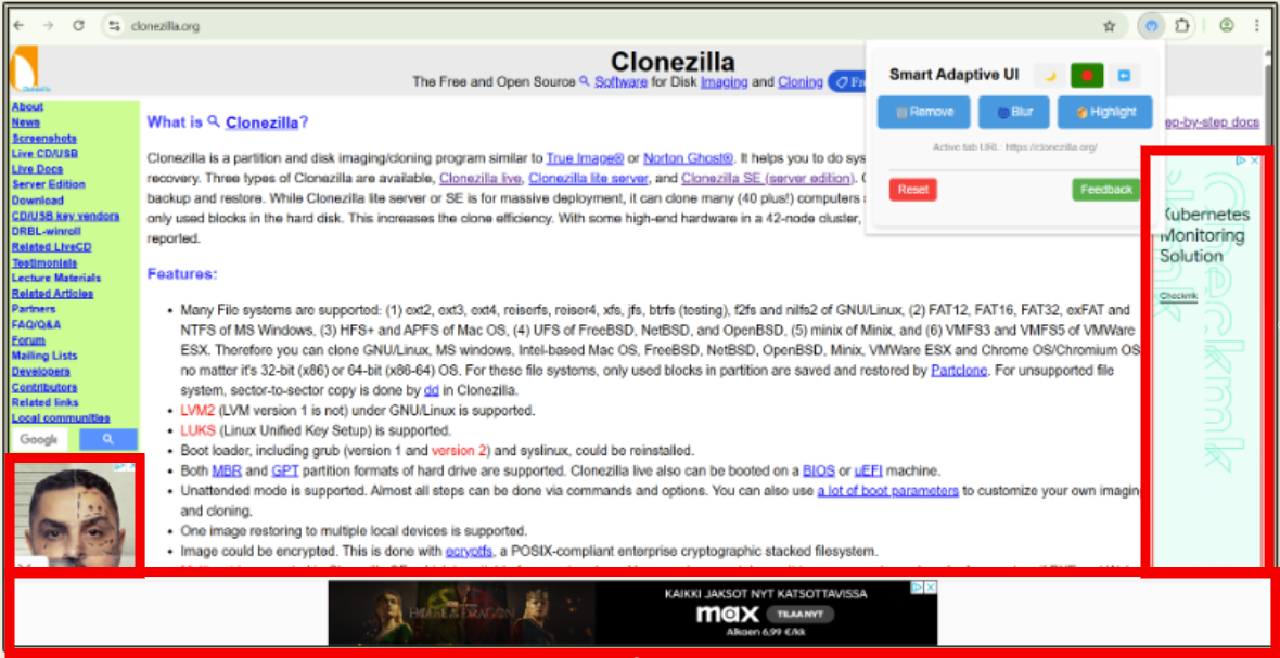 clonezilla.org
Clonezilla
The Free and Open Source Software for Disk Imaging and Cloning
Smart Adaptive UI
Remove
Blur
Highlight
Active tab URL: https://clonezilla.org/
Reset
Feedback
ep-by-step docs
About
News
Screenshots
Live CD/USB
Live Docs
Server Edition
Download
CD/USB key vendors
DRBL-winroll
Related LiveCD
Testimonials
Lecture Materials
Related Articles
Partners
FAQ/Q&A
Forum
Mailing Lists
Developers
Contributors
Related links
Local communities
Google
What is Clonezilla?
Clonezilla is a partition and disk imaging/cloning program similar to True Image® or Norton Ghost®. It helps you to do sys
recovery. Three types of Clonezilla are available, Clonezilla live, Clonezilla lite server, and Clonezilla SE (server edition).
backup and restore. While Clonezilla lite server or SE is for massive deployment, it can clone many (40 plus!) computers
only used blocks in the hard disk. This increases the clone efficiency. With some high-end hardware in a 42-node cluster,
reported.
Features:
• Many File systems are supported: (1) ext2, ext3, ext4, reiserfs, reiser4, xfs, jfs, btrfs (testing), f2fs and nilfs2 of GNU/Linux, (2) FAT12, FAT16, FAT32, exFAT and
NTFS of MS Windows, (3) HFS+ and APFS of Mac OS, (4) UFS of FreeBSD, NetBSD, and OpenBSD, (5) minix of Minix, and (6) VMFS3 and VMFS5 of VMWare
ESX. Therefore you can clone GNU/Linux, MS windows, Intel-based Mac OS, FreeBSD, NetBSD, OpenBSD, Minix, VMWare ESX and Chrome OS/Chromium OS
no matter it's 32-bit (x86) or 64-bit (x86-64) OS. For these file systems, only used blocks in partition are saved and restored by Partclone. For unsupported file
system, sector-to-sector copy is done by dd in Clonezilla.
• LVM2 (LVM version 1 is not) under GNU/Linux is supported.
• LUKS (Linux Unified Key Setup) is supported.
• Boot loader, including grub (version 1 and version 2) and syslinux, could be reinstalled.
• Both MBR and GPT partition formats of hard drive are supported. Clonezilla live also can be booted on a BIOS or uEFI machine.
• Unattended mode is supported. Almost all steps can be done via commands and options. You can also use a lot of boot parameters to customize your own imagin
and cloning.
• One image restoring to multiple local devices is supported.
• Image could be encrypted. This is done with ecryptfs, a POSIX-compliant enterprise cryptographic stacked filesystem.
Kubernetes
Monitoring
Solution
Checkmk
checkmk
HOUSE OF THE DRAGON
KAIKKI JAKSOT NYT KATSOTTAVISSA
max
TILAA NYT
Alkaen 6,99 €/kk